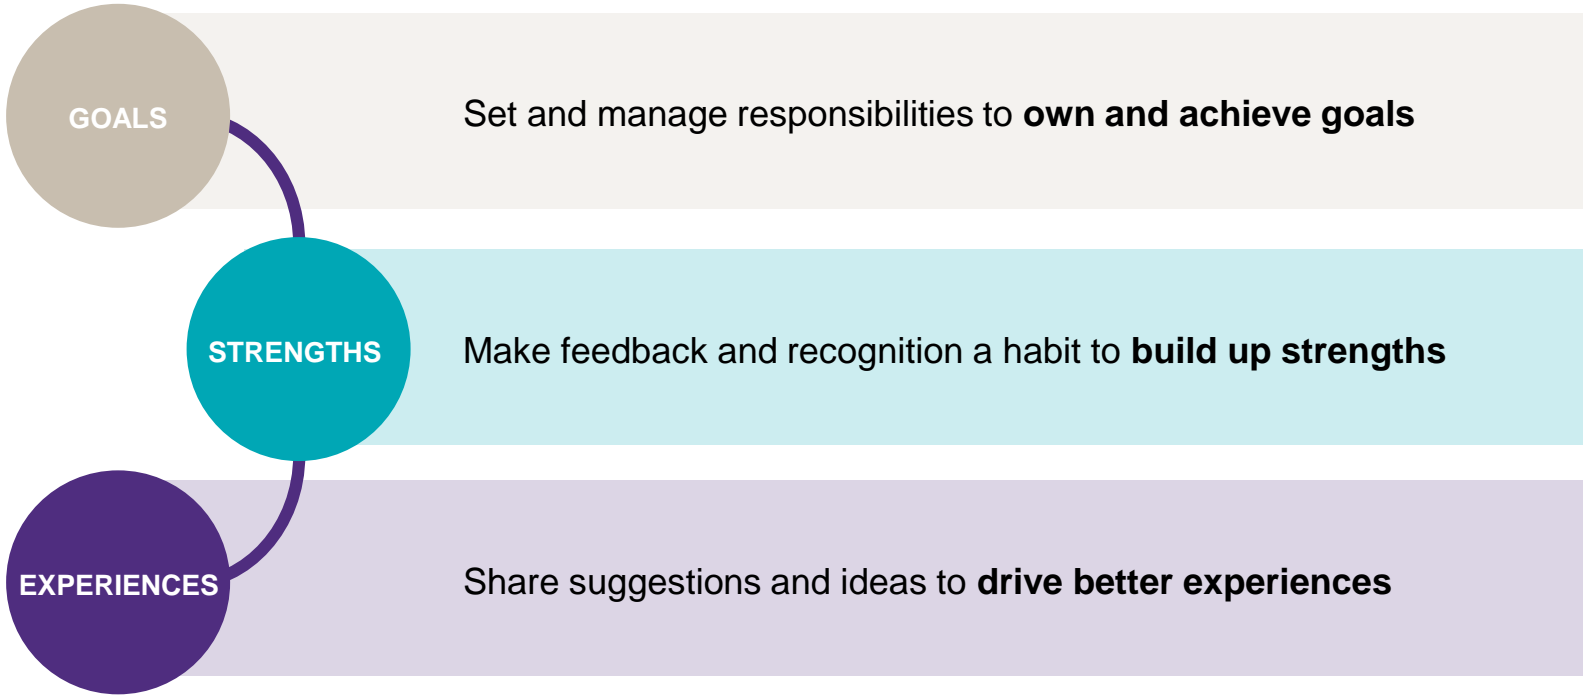 GOALS
Set and manage responsibilities to own and achieve goals
STRENGTHS
Make feedback and recognition a habit to build up strengths
EXPERIENCES
Share suggestions and ideas to drive better experiences